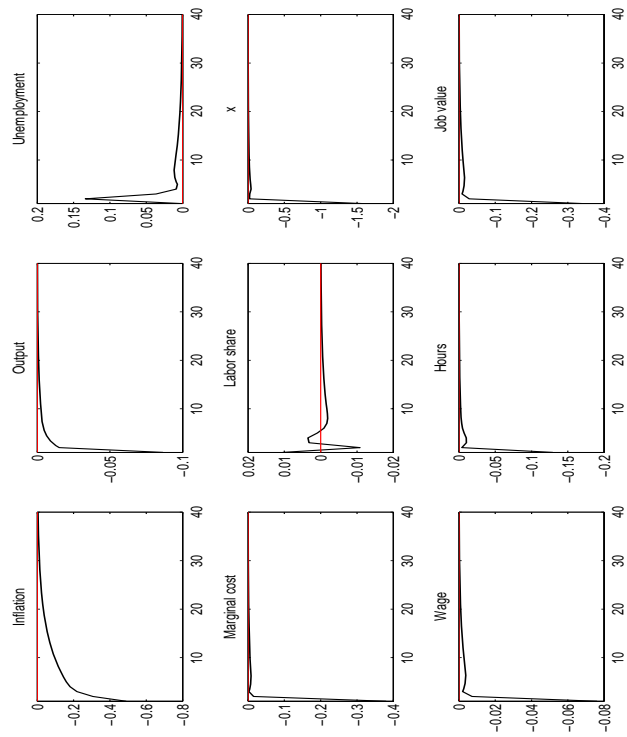 Inflation
0
−0.2
−0.4
−0.6
−0.8
10 20 30 40
Output
0
−0.05
−0.1
10 20 30 40
Unemployment
0.2
0.15
0.1
0.05
0
10 20 30 40
Marginal cost
0
−0.1
−0.2
−0.3
−0.4
10 20 30 40
Labor share
0.02
0.01
0
−0.01
−0.02
10 20 30 40
x
0
−0.5
−1
−1.5
−2
10 20 30 40
Wage
0
−0.02
−0.04
−0.06
−0.08
10 20 30 40
Hours
0
−0.05
−0.1
−0.15
−0.2
10 20 30 40
Job value
0
−0.1
−0.2
−0.3
−0.4
10 20 30 40